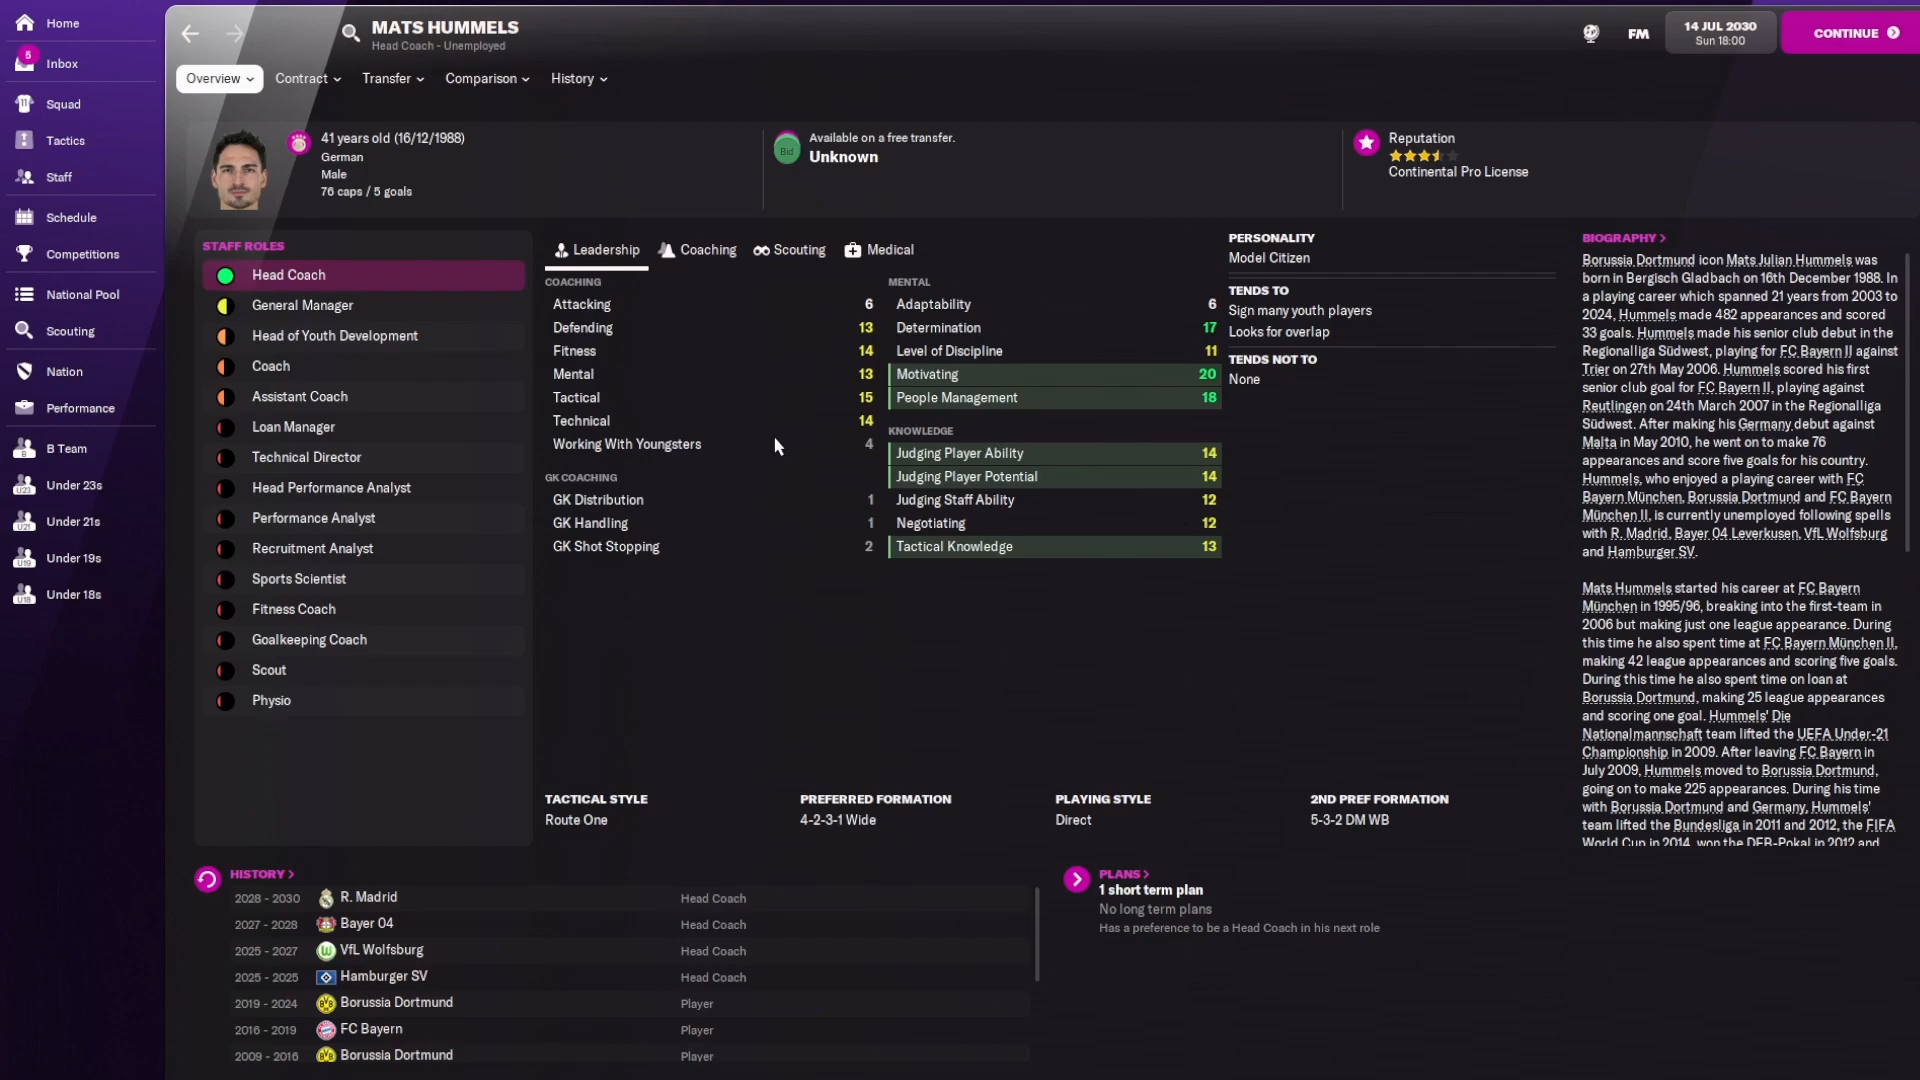 Home
6
Inbox
Squad
Tactics
Staff
Schedule
Competitions
National Pool
Scouting
Nation
Performance
B
B Team
U23
Under 23s
U21
Under 21s
U19
Under 19s
U18
Under 18s
MATS HUMMELS
Head Coach - Unemployed
FM
14 JUL 2030
Sun 18:00
CONTINUE
Overview
Contract
Transfer
Comparison
History
41 years old (16/12/1988)
German
Male
76 caps / 5 goals
Bid
Available on a free transfer.
Unknown
Reputation
Continental Pro License
STAFF ROLES
Head Coach
General Manager
Head of Youth Development
Coach
Assistant Coach
Loan Manager
Technical Director
Head Performance Analyst
Performance Analyst
Recruitment Analyst
Sports Scientist
Fitness Coach
Goalkeeping Coach
Scout
Physio
Leadership
Coaching
Scouting
Medical
COACHING
Attacking 6
Defending 13
Fitness 14
Mental 13
Tactical 15
Technical 14
Working With Youngsters 4
GK COACHING
GK Distribution 1
GK Handling 1
GK Shot Stopping 2
MENTAL
Adaptability 6
Determination 17
Level of Discipline 11
Motivating 20
People Management 18
KNOWLEDGE
Judging Player Ability 14
Judging Player Potential 14
Judging Staff Ability 12
Negotiating 12
Tactical Knowledge 13
PERSONALITY
Model Citizen
TENDS TO
Sign many youth players
Looks for overlap
TENDS NOT TO
None
BIOGRAPHY >
Borussia Dortmund icon Mats Julian Hummels was
born in Bergisch Gladbach on 16th December 1988. In
a playing career which spanned 21 years from 2003 to
2024, Hummels made 482 appearances and scored
33 goals. Hummels made his senior club debut in the
Regionalliga Südwest, playing for FC Bayern II against
Trier on 27th May 2006. Hummels scored his first
senior club goal for FC Bayern II, playing against
Reutlingen on 24th March 2007 in the Regionalliga
Südwest. After making his Germany debut against
Malta in May 2010, he went on to make 76
appearances and score five goals for his country.
Hummels, who enjoyed a playing career with FC
Bayern München, Borussia Dortmund and FC Bayern
München II, is currently unemployed following spells
with R. Madrid, Bayer 04 Leverkusen, VfL Wolfsburg
and Hamburger SV.
Mats Hummels started his career at FC Bayern
München in 1995/96, breaking into the first-team in
2006 but making just one league appearance. During
this time he also spent time at FC Bayern München II,
making 42 league appearances and scoring five goals.
During this time he also spent time on loan at
Borussia Dortmund, making 25 league appearances
and scoring one goal. Hummels' Die
Nationalmannschaft team lifted the UEFA Under-21
Championship in 2009. After leaving FC Bayern in
July 2009, Hummels moved to Borussia Dortmund,
going on to make 225 appearances. During his time
with Borussia Dortmund and Germany, Hummels'
team lifted the Bundesliga in 2011 and 2012, the FIFA
World Cup in 2014, won the DFB-Pokal in 2012 and
TACTICAL STYLE
Route One
PREFERRED FORMATION
4-2-3-1 Wide
PLAYING STYLE
Direct
2ND PREF FORMATION
5-3-2 DM WB
HISTORY >
2028 - 2030 R. Madrid Head Coach
2027 - 2028 Bayer 04 Head Coach
2025 - 2027 VfL Wolfsburg Head Coach
2025 - 2025 Hamburger SV Head Coach
2019 - 2024 Borussia Dortmund Player
2016 - 2019 FC Bayern Player
2009 - 2016 Borussia Dortmund Player
PLANS >
1 short term plan
No long term plans
Has a preference to be a Head Coach in his next role